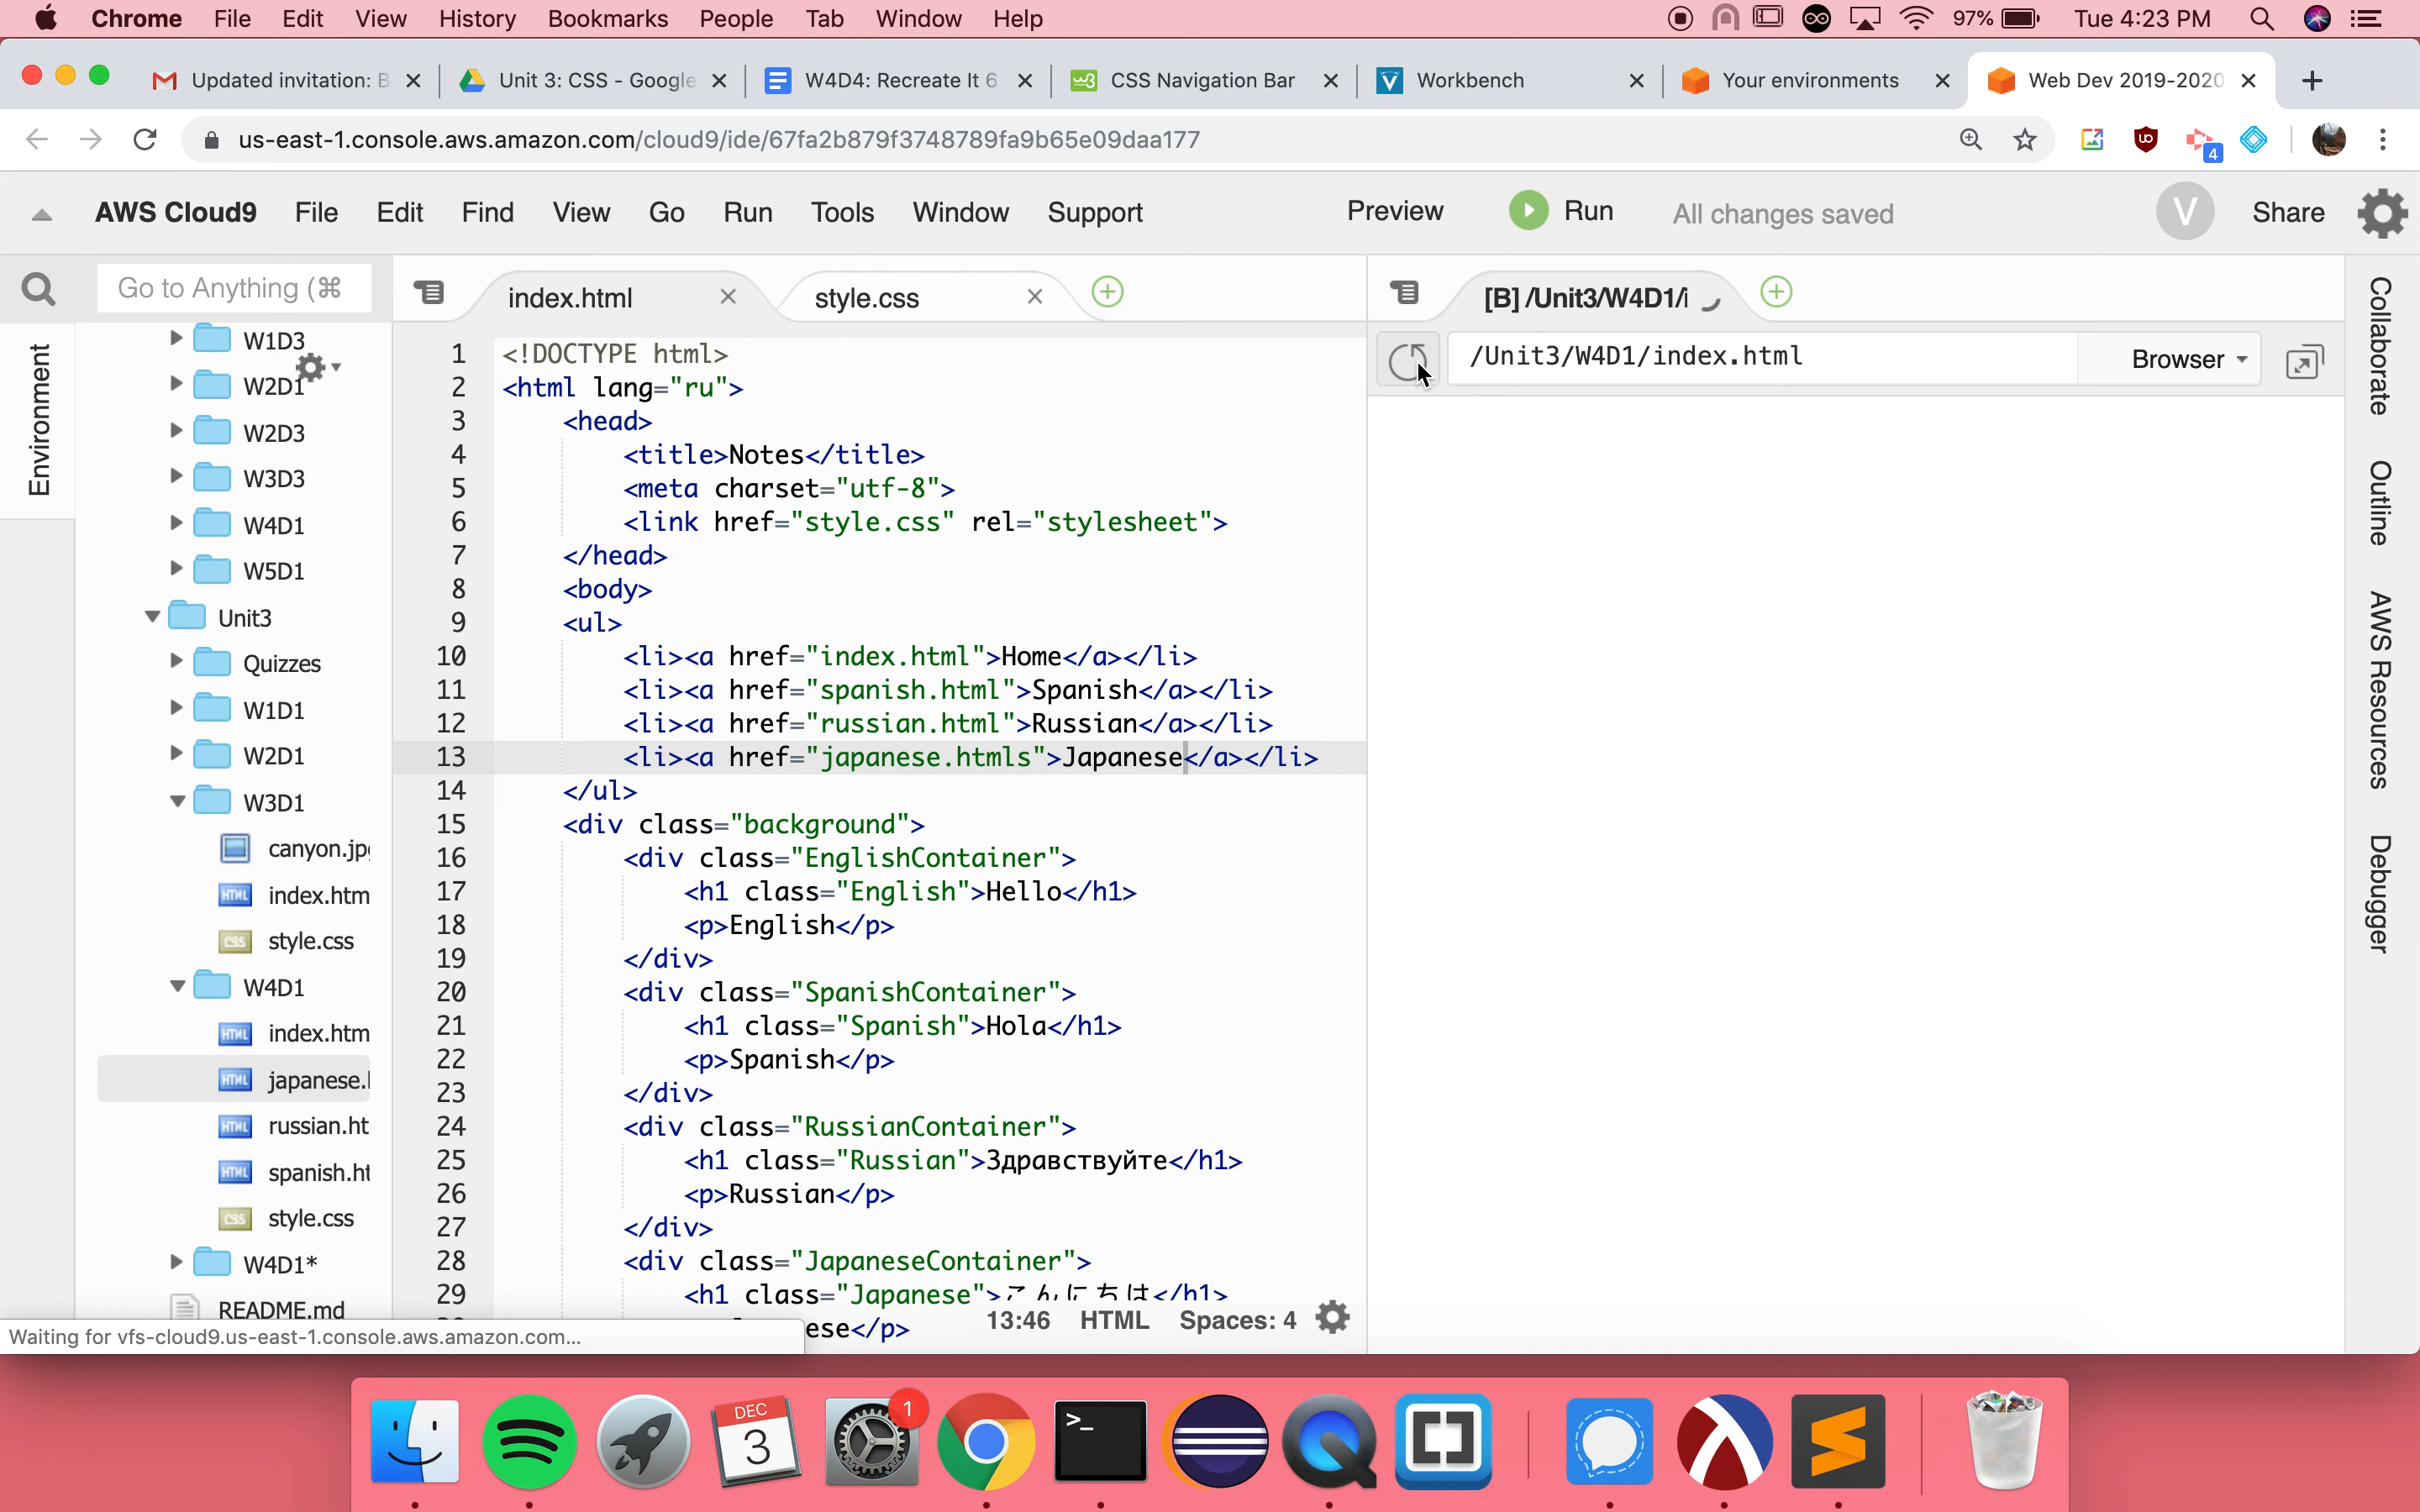 Chrome File Edit View History Bookmarks People Tab Window Help 97% Tue 4:23 PM
Updated invitation: B Unit 3: CSS - Google W4D4: Recreate It 6 CSS Navigation Bar Workbench Your environments Web Dev 2019-2020
us-east-1.console.aws.amazon.com/cloud9/ide/67fa2b879f3748789fa9b65e09daa177 4
AWS Cloud9 File Edit Find View Go Run Tools Window Support Preview Run All changes saved V Share
Go to Anything (⌘ index.html style.css [B] /Unit3/W4D1/i
/Unit3/W4D1/index.html Browser
Environment
W1D3
W2D1
W2D3
W3D3
W4D1
W5D1
Unit3
Quizzes
W1D1
W2D1
W3D1
canyon.jp
index.htm
style.css
W4D1
index.htm
japanese.
russian.ht
spanish.ht
style.css
W4D1*
README.md
1 <!DOCTYPE html>
2 <html lang="ru">
3 <head>
4 <title>Notes</title>
5 <meta charset="utf-8">
6 <link href="style.css" rel="stylesheet">
7 </head>
8 <body>
9 <ul>
10 <li><a href="index.html">Home</a></li>
11 <li><a href="spanish.html">Spanish</a></li>
12 <li><a href="russian.html">Russian</a></li>
13 <li><a href="japanese.htmls">Japanese</a></li>
14 </ul>
15 <div class="background">
16 <div class="EnglishContainer">
17 <h1 class="English">Hello</h1>
18 <p>English</p>
19 </div>
20 <div class="SpanishContainer">
21 <h1 class="Spanish">Hola</h1>
22 <p>Spanish</p>
23 </div>
24 <div class="RussianContainer">
25 <h1 class="Russian">Здравствуйте</h1>
26 <p>Russian</p>
27 </div>
28 <div class="JapaneseContainer">
29 <h1 class="Japanese">こんにちは</h1>
ese</p>
13:46 HTML Spaces: 4
Collaborate
Outline
AWS Resources
Debugger
Waiting for vfs-cloud9.us-east-1.console.aws.amazon.com...
DEC
3
1
>_